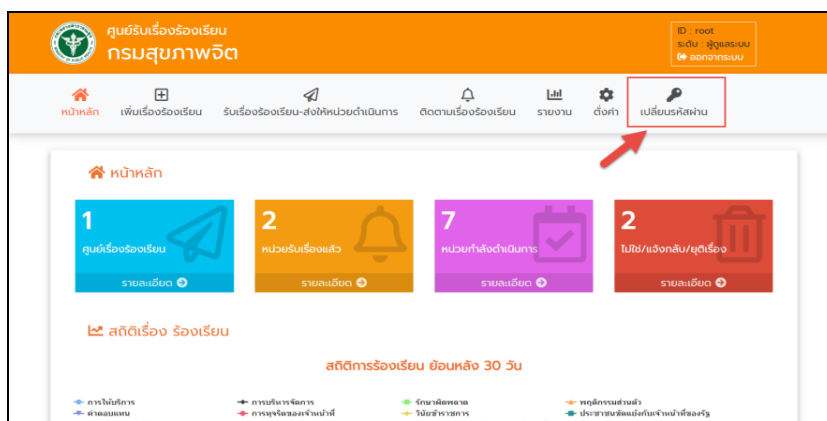 ศูนย์รับเรื่องร้องเรียน
กรมสุขภาพจิต
ID : root
ระดับ : ผู้ดูแลระบบ
ออกจากระบบ
หน้าหลัก เพิ่มเรื่องร้องเรียน รับเรื่องร้องเรียน-ส่งให้หน่วยดำเนินการ ติดตามเรื่องร้องเรียน รายงาน ตั้งค่า เปลี่ยนรหัสผ่าน
หน้าหลัก
1 2 7 2
ศูนย์เรื่องร้องเรียน หน่วยรับเรื่องแล้ว หน่วยกำลังดำเนินการ ไม่ใช่/แจ้งกลับ/ยุติเรื่อง
รายละเอียด รายละเอียด รายละเอียด รายละเอียด
สถิติเรื่อง ร้องเรียน
สถิติการร้องเรียน ย้อนหลัง 30 วัน
การให้บริการ การบริหารจัดการ รักษาผิดพลาด พฤติกรรมส่วนตัว
ค่าตอบแทน การทุจริตของเจ้าหน้าที่ วินัยข้าราชการ ประชาชนขัดแย้งกับเจ้าหน้าที่ของรัฐ